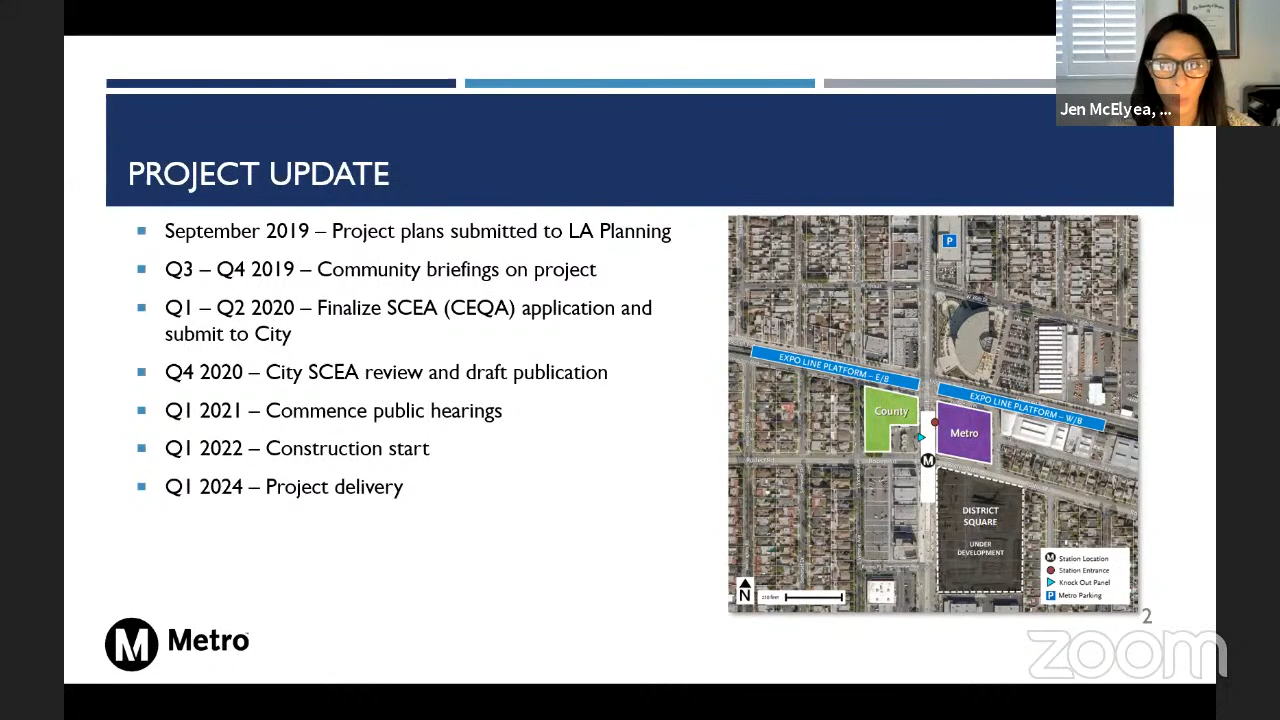 Jen McElyea, ...
PROJECT UPDATE
September 2019 – Project plans submitted to LA Planning
Q3 – Q4 2019 – Community briefings on project
Q1 – Q2 2020 – Finalize SCEA (CEQA) application and
submit to City
Q4 2020 – City SCEA review and draft publication
Q1 2021 – Commence public hearings
Q1 2022 – Construction start
Q1 2024 – Project delivery
P
EXPO LINE PLATFORM – E/B
EXPO LINE PLATFORM – W/B
County
Metro
M
DISTRICT
SQUARE
UNDER
DEVELOPMENT
M Station Location
Station Entrance
Knock Out Panel
P Metro Parking
N
M Metro
2
zoom